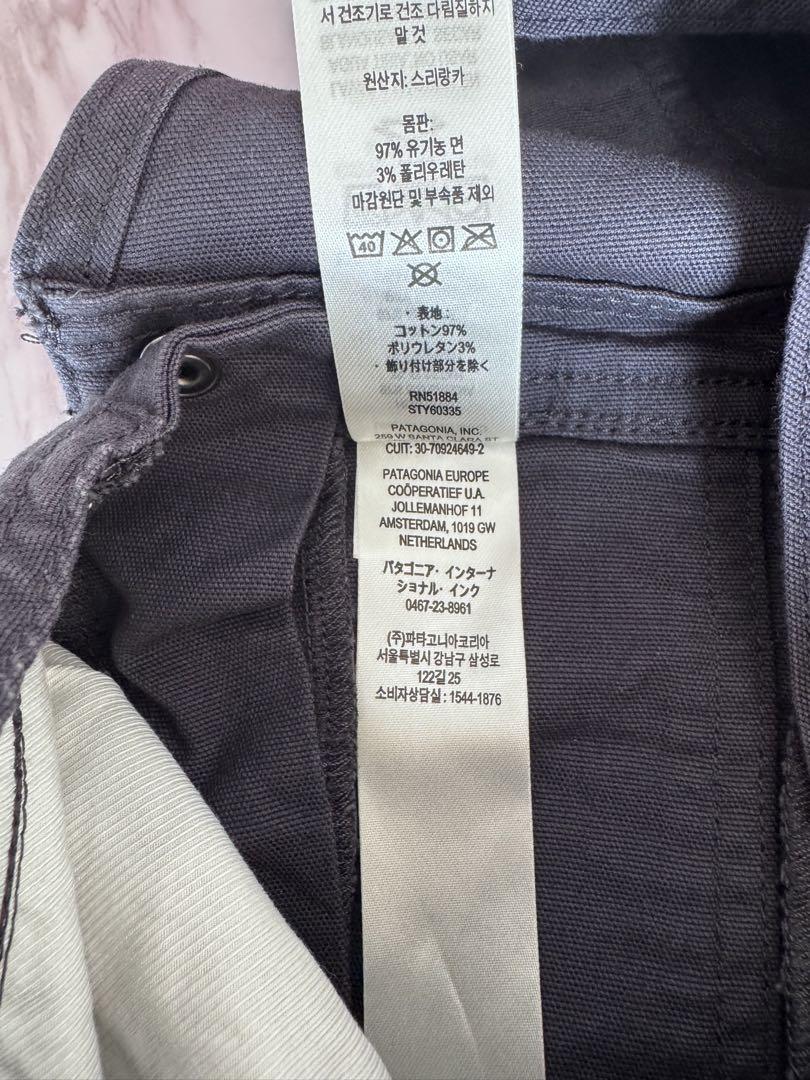 서 건조기로 건조 다림질하지
말 것
원산지: 스리랑카
몸판:
97% 유기농 면
3% 폴리우레탄
마감원단 및 부속품 제외
40
・表地:
コットン97%
ポリウレタン3%
・飾り付け部分を除く
RN51884
STY60335
PATAGONIA, INC.
259 W SANTA CLARA ST
CUIT: 30-70924649-2
PATAGONIA EUROPE
COÖPERATIEF U.A.
JOLLEMANHOF 11
AMSTERDAM, 1019 GW
NETHERLANDS
パタゴニア・インターナ
ショナル・インク
0467-23-8961
(주)파타고니아코리아
서울특별시 강남구 삼성로
122길 25
소비자상담실 : 1544-1876